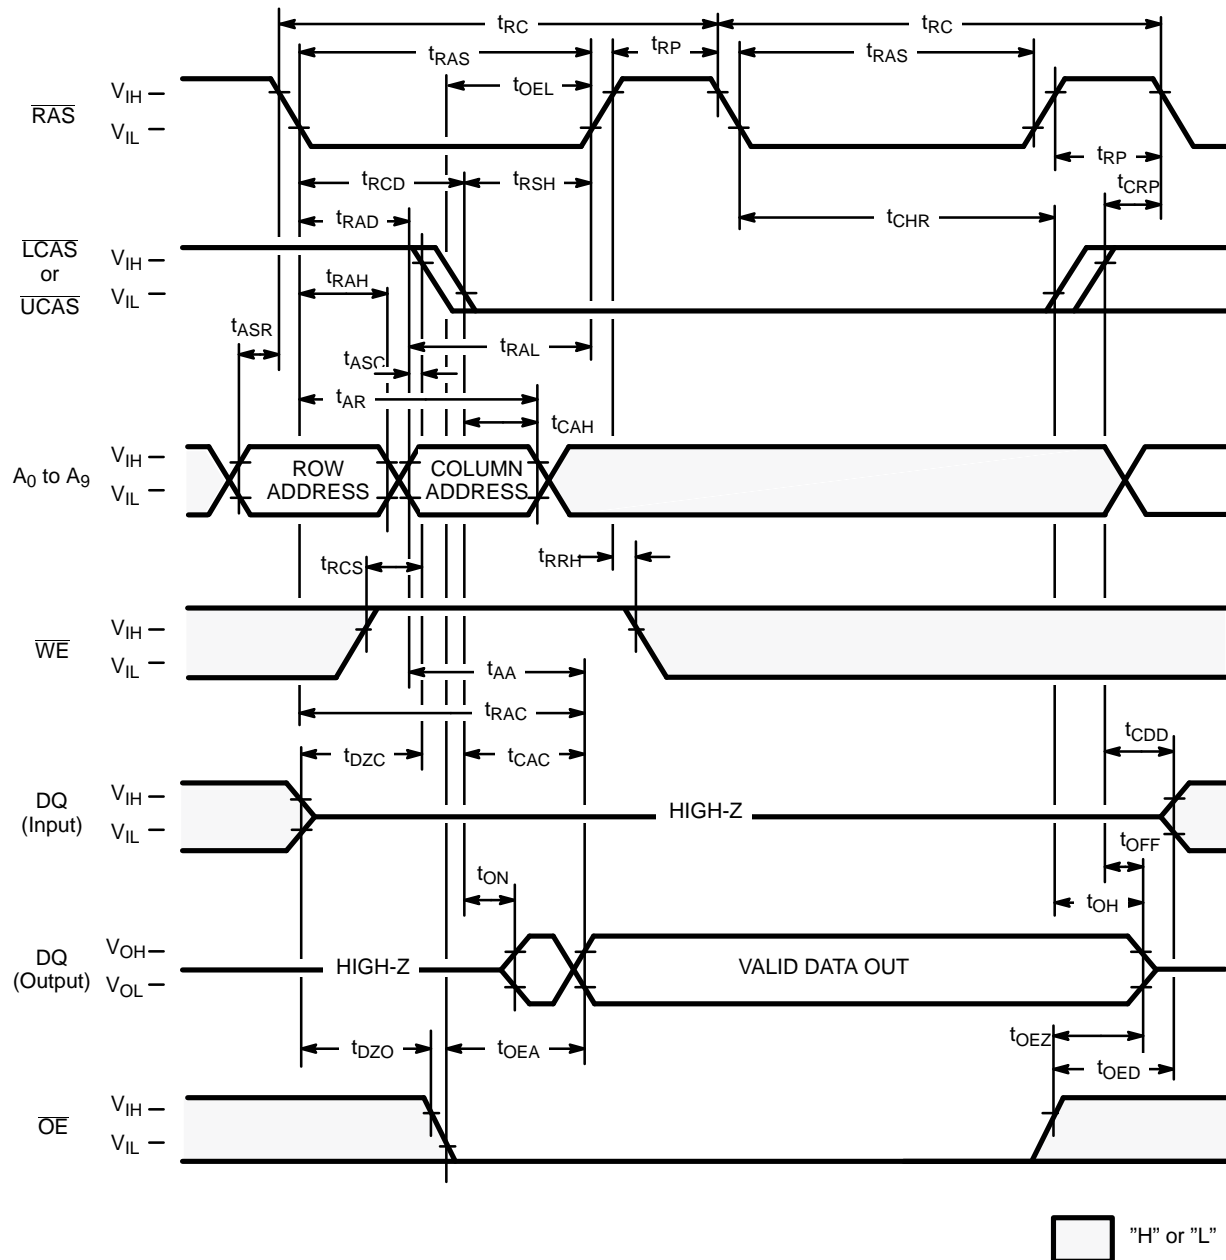 tRC tRC
tRAS tRP tRAS
tOEL
RAS VIH
VIL
tRP
tRCD tRSH tCRP
tRAD tCHR
LCAS or UCAS VIH
VIL
tRAH
tASR
tRAL
tASC
tAR
tCAH
A0 to A9 VIH
VIL
ROW ADDRESS
COLUMN ADDRESS
tRCS tRRH
WE VIH
VIL
tAA
tRAC
tCDD
tDZC tCAC
DQ (Input) VIH
VIL
HIGH-Z
tOFF
tON
tOH
DQ (Output) VOH
VOL
HIGH-Z VALID DATA OUT
tOEZ
tDZO tOEA
tOED
OE VIH
VIL
"H" or "L"